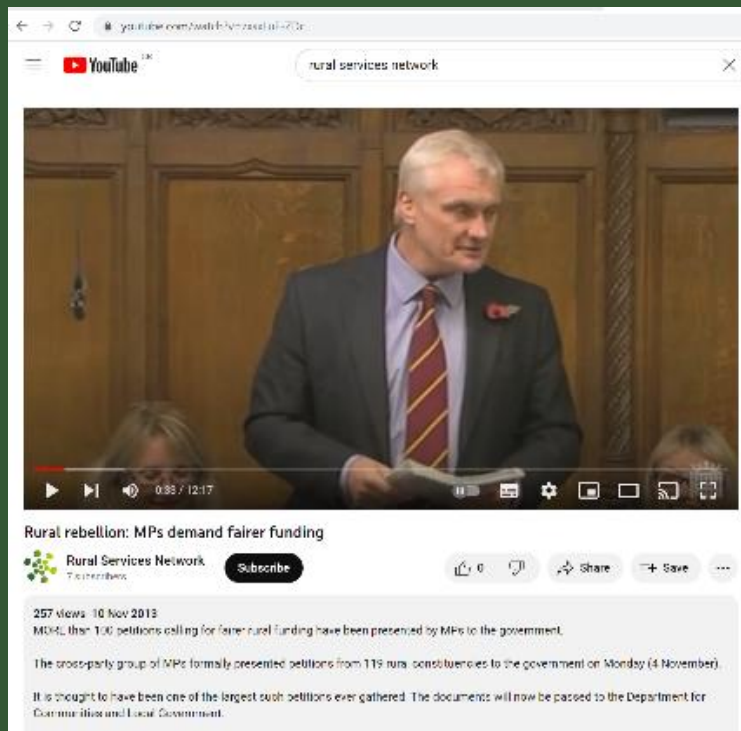 YouTube GB
rural services network
0:33 / 12:17
Rural rebellion: MPs demand fairer funding
Rural Services Network
7 subscribers
Subscribe
0
Share
Save
257 views 10 Nov 2013
MORE than 100 petitions calling for fairer rural funding have been presented by MPs to the government.
The cross-party group of MPs formally presented petitions from 119 rural constituencies to the government on Monday (4 November).
It is thought to have been one of the largest such petitions ever gathered. The documents will now be passed to the Department for
Communities and Local Government.